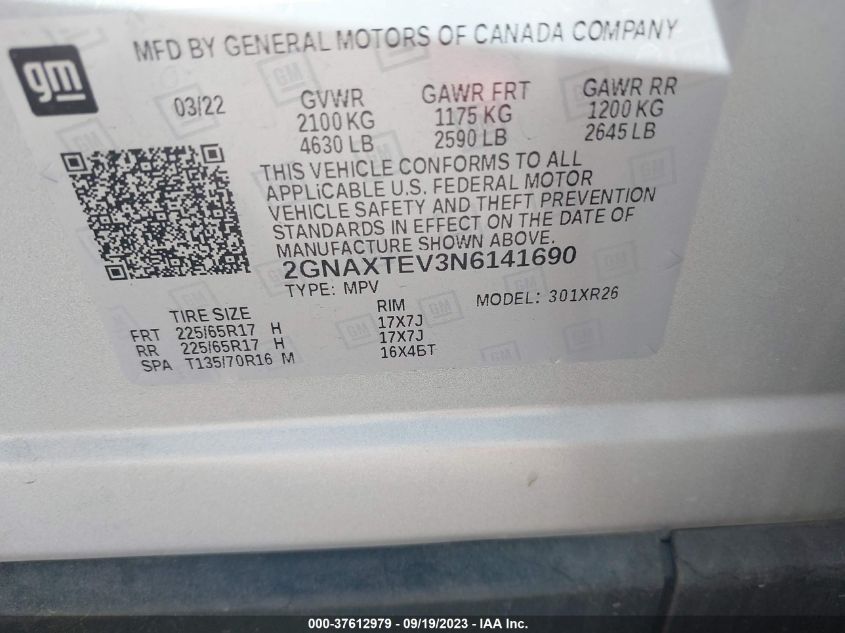 gm
MFD BY GENERAL MOTORS OF CANADA COMPANY
03/22
GVWR
2100 KG
4630 LB
GAWR FRT
1175 KG
2590 LB
GAWR RR
1200 KG
2645 LB
THIS VEHICLE CONFORMS TO ALL
APPLICABLE U.S. FEDERAL MOTOR
VEHICLE SAFETY AND THEFT PREVENTION
STANDARDS IN EFFECT ON THE DATE OF
MANUFACTURE SHOWN ABOVE.
2GNAXTEV3N6141690
TYPE: MPV
MODEL: 301XR26
TIRE SIZE RIM
FRT 225/65R17 H 17X7J
RR 225/65R17 H 17X7J
SPA T135/70R16 M 16X4BT
000-37612979 / 09/19/2023 - IAA Inc.